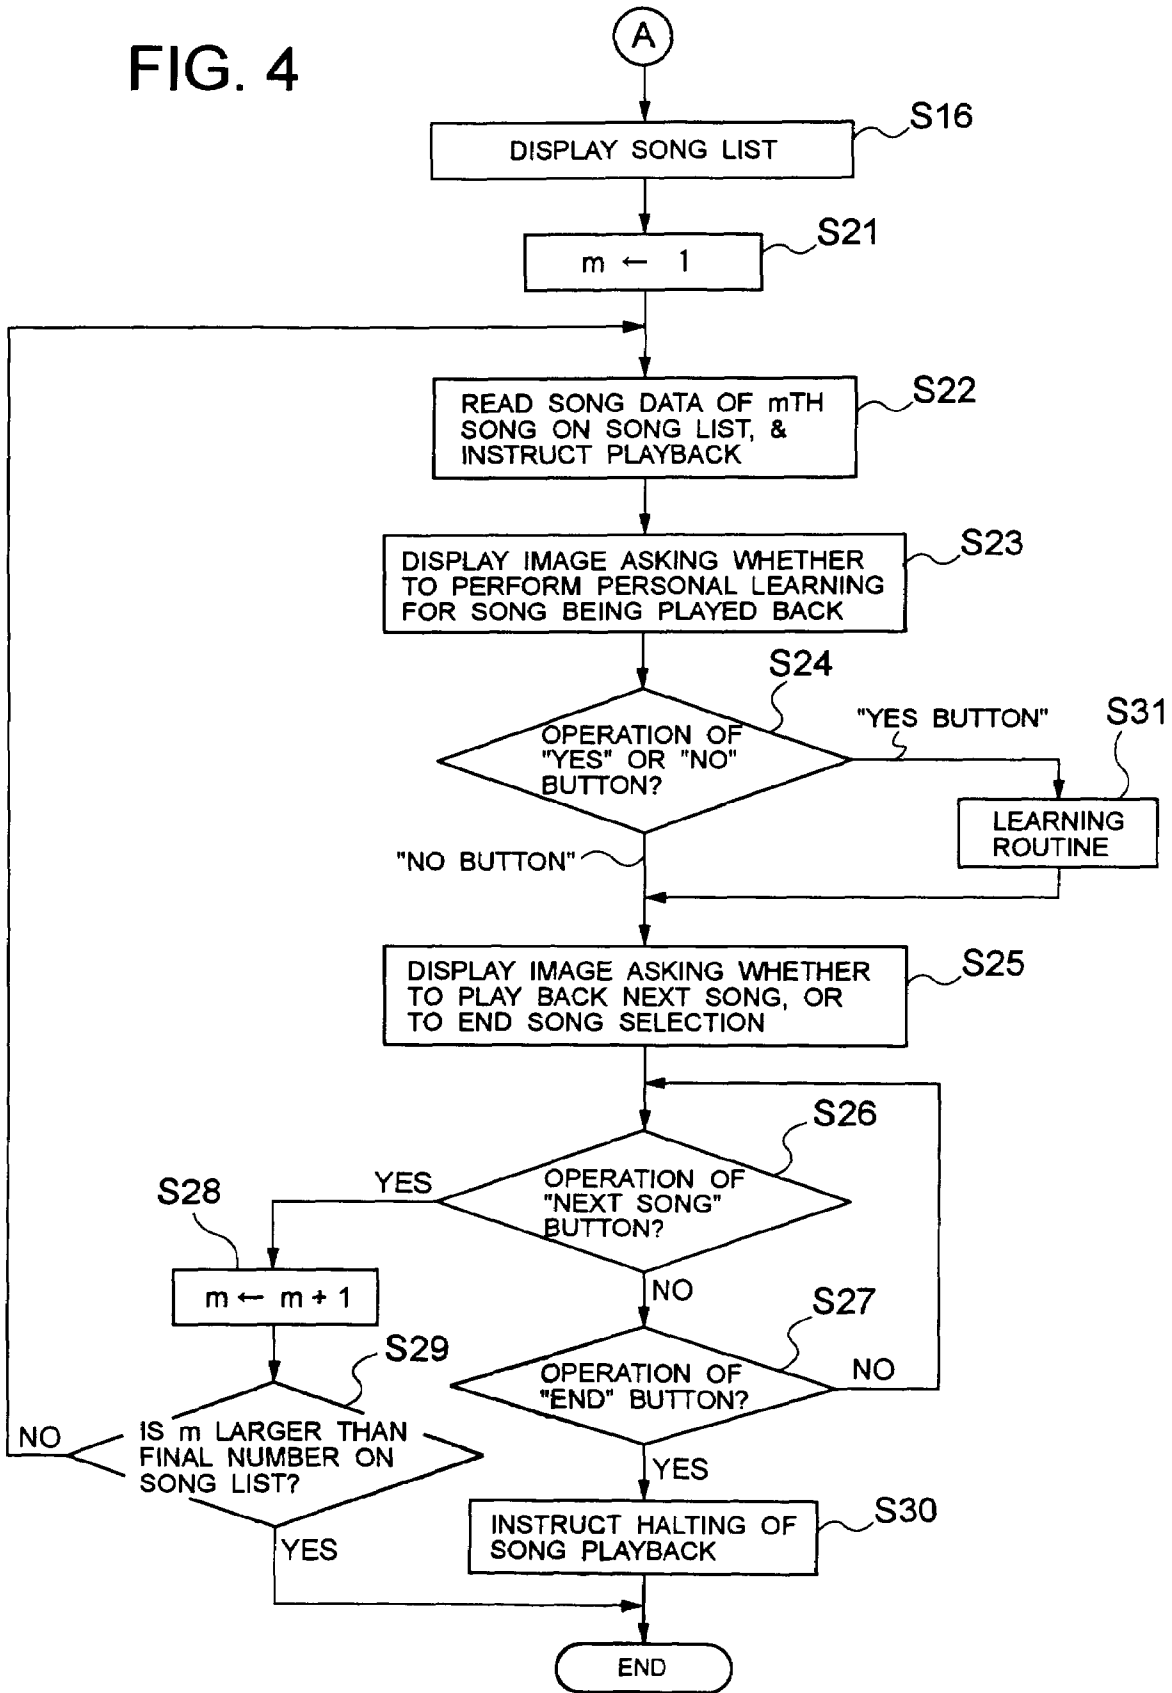 FIG. 4
A
S16
DISPLAY SONG LIST
S21
m ← 1
S22
READ SONG DATA OF mTH
SONG ON SONG LIST, &
INSTRUCT PLAYBACK
S23
DISPLAY IMAGE ASKING WHETHER
TO PERFORM PERSONAL LEARNING
FOR SONG BEING PLAYED BACK
S24
OPERATION OF
"YES" OR "NO"
BUTTON?
"YES BUTTON"
S31
LEARNING
ROUTINE
"NO BUTTON"
S25
DISPLAY IMAGE ASKING WHETHER
TO PLAY BACK NEXT SONG, OR
TO END SONG SELECTION
S26
OPERATION OF
"NEXT SONG"
BUTTON?
YES
S28
m ← m + 1
NO
S27
OPERATION OF
"END" BUTTON?
NO
S29
IS m LARGER THAN
FINAL NUMBER ON
SONG LIST?
NO
YES
YES
S30
INSTRUCT HALTING OF
SONG PLAYBACK
END